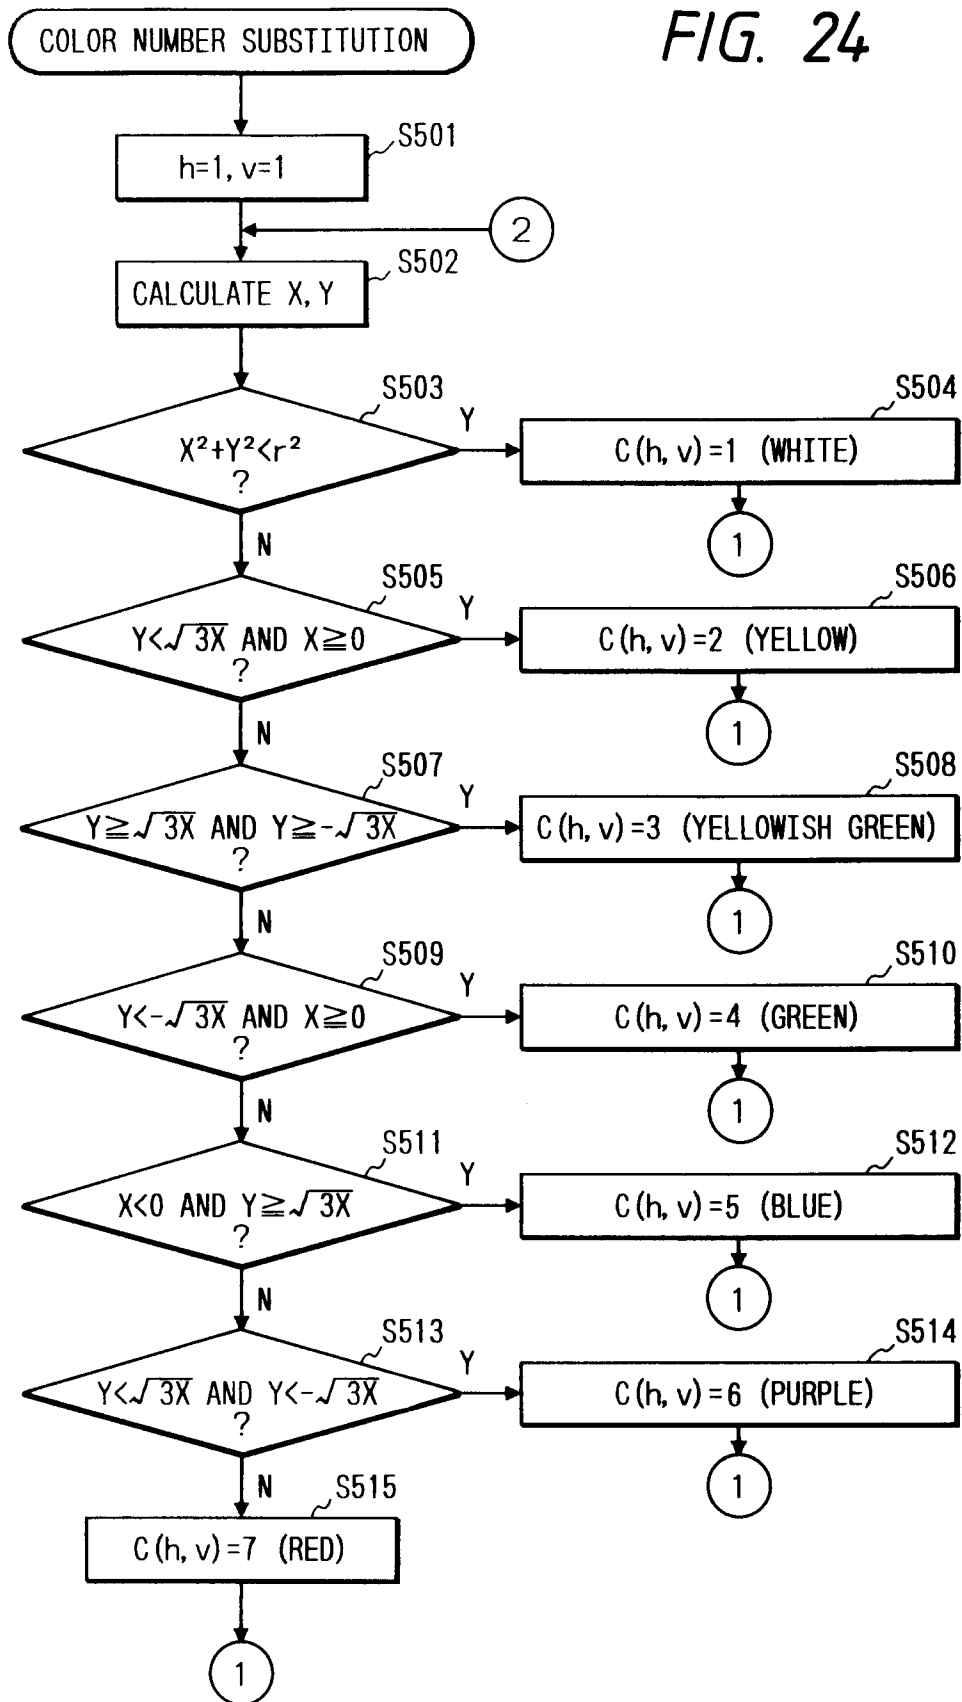 FIG. 24
COLOR NUMBER SUBSTITUTION
S501
h=1, v=1
2
S502
CALCULATE X, Y
S503
X²+Y²<r²
?
Y
N
S504
C(h, v)=1 (WHITE)
1
S505
Y<√3X AND X≧0
?
Y
N
S506
C(h, v)=2 (YELLOW)
1
S507
Y≧√3X AND Y≧-√3X
?
Y
N
S508
C(h, v)=3 (YELLOWISH GREEN)
1
S509
Y<-√3X AND X≧0
?
Y
N
S510
C(h, v)=4 (GREEN)
1
S511
X<0 AND Y≧√3X
?
Y
N
S512
C(h, v)=5 (BLUE)
1
S513
Y<√3X AND Y<-√3X
?
Y
N
S514
C(h, v)=6 (PURPLE)
1
S515
C(h, v)=7 (RED)
1